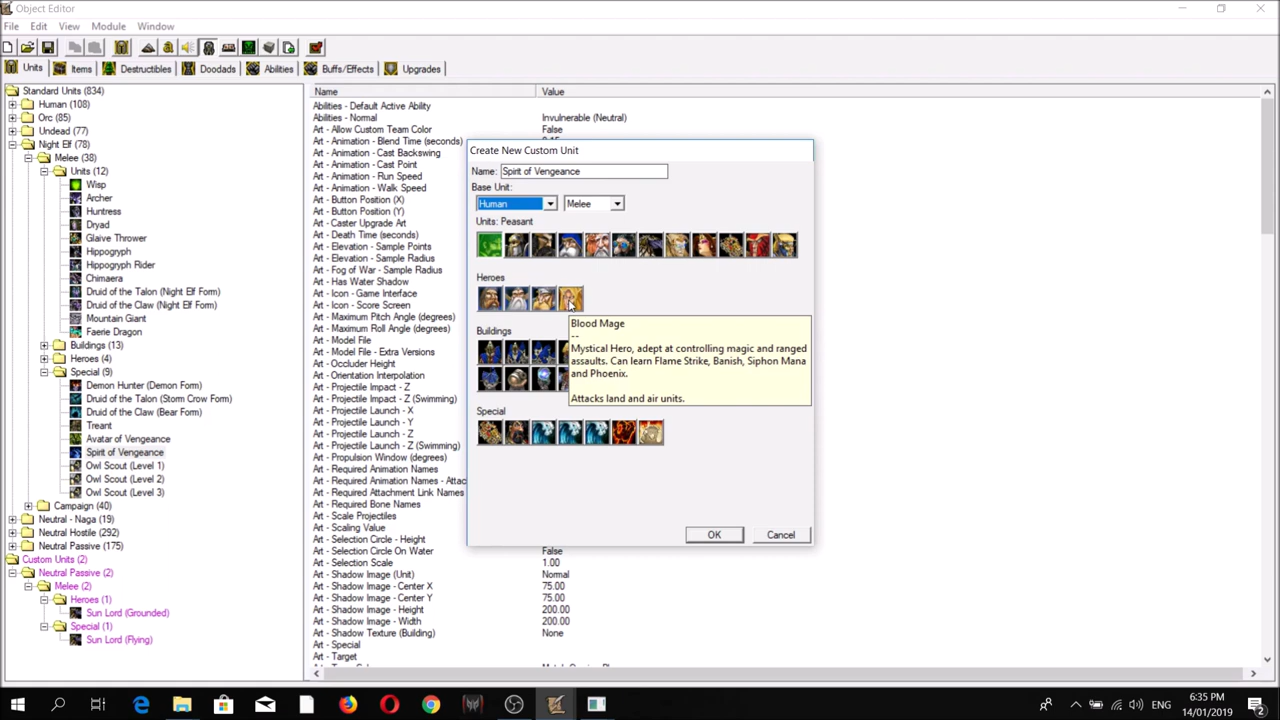 Object Editor
File Edit View Module Window
Units Items Destructibles Doodads Abilities Buffs/Effects Upgrades
Standard Units (834)
Human (108)
Orc (85)
Undead (77)
Night Elf (78)
Melee (38)
Units (12)
Wisp
Archer
Huntress
Dryad
Glaive Thrower
Hippogryph
Hippogryph Rider
Chimaera
Druid of the Talon (Night Elf Form)
Druid of the Claw (Night Elf Form)
Mountain Giant
Faerie Dragon
Buildings (13)
Heroes (4)
Special (9)
Demon Hunter (Demon Form)
Druid of the Talon (Storm Crow Form)
Druid of the Claw (Bear Form)
Treant
Avatar of Vengeance
Spirit of Vengeance
Owl Scout (Level 1)
Owl Scout (Level 2)
Owl Scout (Level 3)
Campaign (40)
Neutral - Naga (19)
Neutral Hostile (292)
Neutral Passive (175)
Custom Units (2)
Neutral Passive (2)
Melee (2)
Heroes (1)
Sun Lord (Grounded)
Special (1)
Sun Lord (Flying)
Name Value
Abilities - Default Active Ability
Abilities - Normal Invulnerable (Neutral)
Art - Allow Custom Team Color False
Art - Animation - Blend Time (seconds)
Art - Animation - Cast Backswing
Art - Animation - Cast Point
Art - Animation - Run Speed
Art - Animation - Walk Speed
Art - Button Position (X)
Art - Button Position (Y)
Art - Caster Upgrade Art
Art - Death Time (seconds)
Art - Elevation - Sample Points
Art - Elevation - Sample Radius
Art - Fog of War - Sample Radius
Art - Has Water Shadow
Art - Icon - Game Interface
Art - Icon - Score Screen
Art - Maximum Pitch Angle (degrees)
Art - Maximum Roll Angle (degrees)
Art - Model File
Art - Model File - Extra Versions
Art - Occluder Height
Art - Orientation Interpolation
Art - Projectile Impact - Z
Art - Projectile Impact - Z (Swimming)
Art - Projectile Launch - X
Art - Projectile Launch - Y
Art - Projectile Launch - Z
Art - Projectile Launch - Z (Swimming)
Art - Propulsion Window (degrees)
Art - Required Animation Names
Art - Required Animation Names - Attac
Art - Required Attachment Link Names
Art - Required Bone Names
Art - Scale Projectiles
Art - Scaling Value
Art - Selection Circle - Height
Art - Selection Circle On Water False
Art - Selection Scale 1.00
Art - Shadow Image (Unit) Normal
Art - Shadow Image - Center X 75.00
Art - Shadow Image - Center Y 75.00
Art - Shadow Image - Height 200.00
Art - Shadow Image - Width 200.00
Art - Shadow Texture (Building) None
Art - Special
Art - Target
Create New Custom Unit
Name: Spirit of Vengeance
Base Unit:
Human Melee
Units: Peasant
Heroes
Buildings
Special
Blood Mage
--
Mystical Hero, adept at controlling magic and ranged
assaults. Can learn Flame Strike, Banish, Siphon Mana
and Phoenix.
Attacks land and air units.
OK Cancel
ENG
6:35 PM
14/01/2019
2